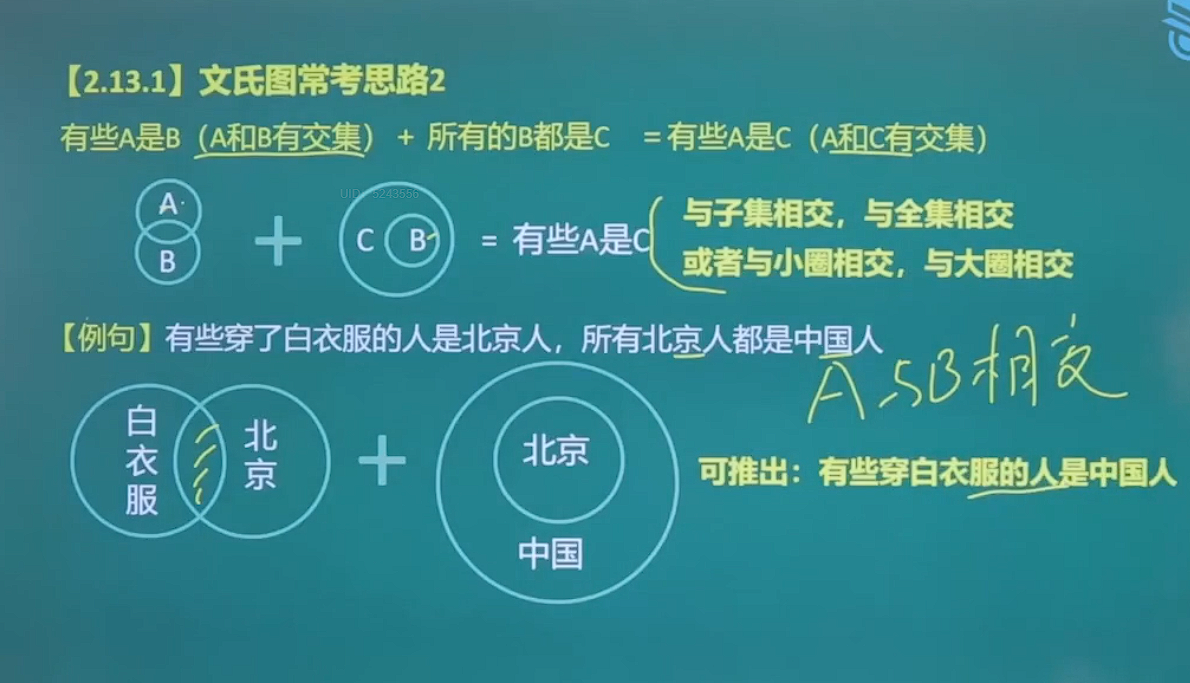 【2.13.1】文氏图常考思路2
有些A是B（A和B有交集）+ 所有的B都是C =有些A是C（A和C有交集）
UID：5243556
A
B
+
C B
= 有些A是C
与子集相交，与全集相交
或者与小圈相交，与大圈相交
【例句】有些穿了白衣服的人是北京人，所有北京人都是中国人
A与B相交
白衣服
北京
+
北京
中国
可推出：有些穿白衣服的人是中国人